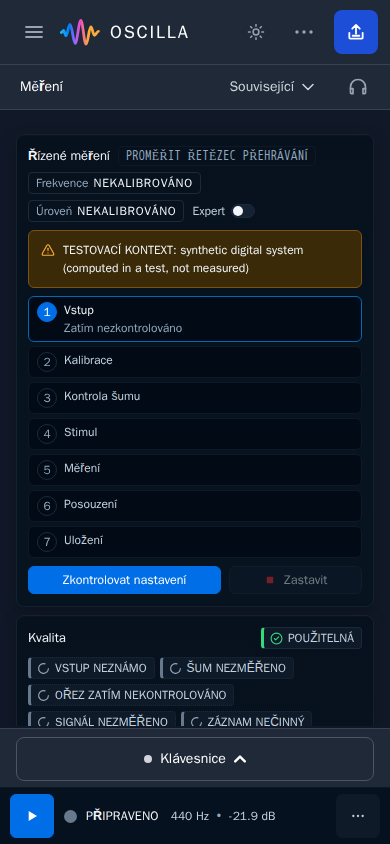 OSCILLA
Měření
Související
Řízené měření PROMĚŘIT ŘETĚZEC PŘEHRÁVÁNÍ
Frekvence NEKALIBROVÁNO
Úroveň NEKALIBROVÁNO Expert
TESTOVACÍ KONTEXT: synthetic digital system
(computed in a test, not measured)
1 Vstup
Zatím nezkontrolováno
2 Kalibrace
3 Kontrola šumu
4 Stimul
5 Měření
6 Posouzení
7 Uložení
Zkontrolovat nastavení Zastavit
Kvalita POUŽITELNÁ
VSTUP NEZNÁMO ŠUM NEZMĚŘENO
OŘEZ ZATÍM NEKONTROLOVÁNO
SIGNÁL NEZMĚŘENO ZÁZNAM NEČINNÝ
Klávesnice
PŘIPRAVENO 440 Hz • -21.9 dB